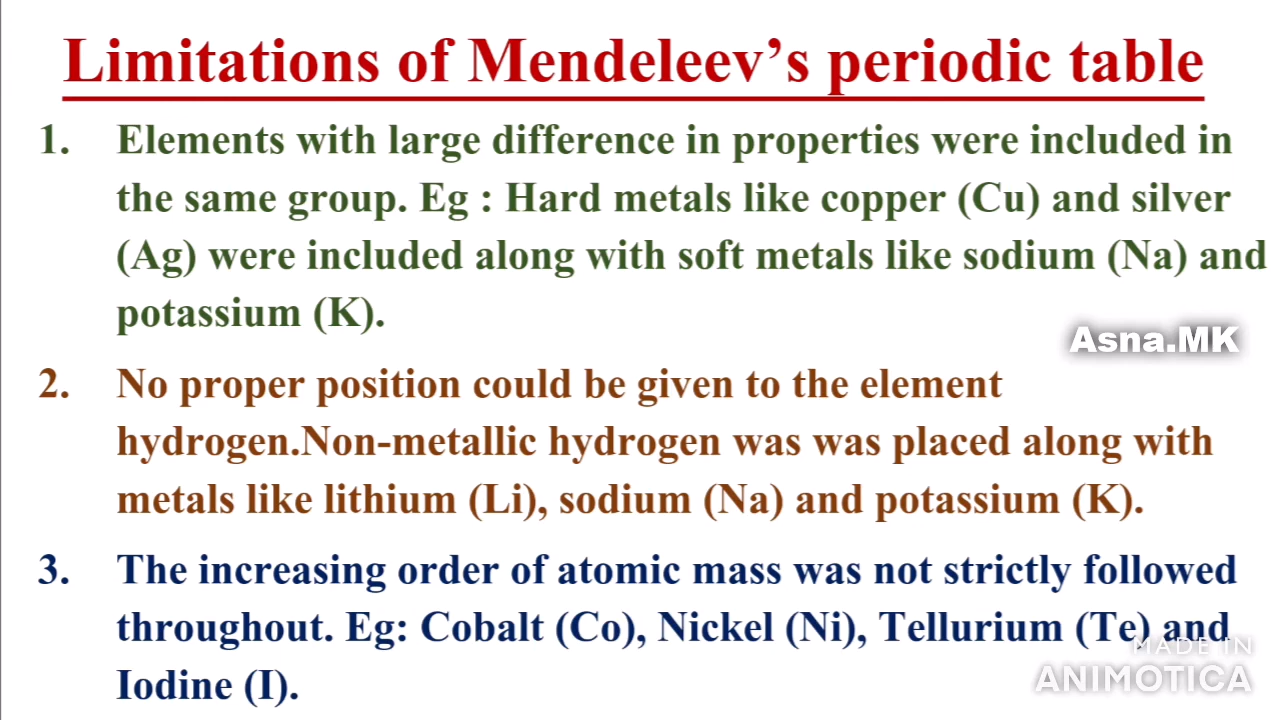 Limitations of Mendeleev’s periodic table
1. Elements with large difference in properties were included in
the same group. Eg : Hard metals like copper (Cu) and silver
(Ag) were included along with soft metals like sodium (Na) and
potassium (K).
Asna.MK
2. No proper position could be given to the element
hydrogen.Non-metallic hydrogen was was placed along with
metals like lithium (Li), sodium (Na) and potassium (K).
3. The increasing order of atomic mass was not strictly followed
throughout. Eg: Cobalt (Co), Nickel (Ni), Tellurium (Te) and
Iodine (I).
MADE IN
ANIMOTICA